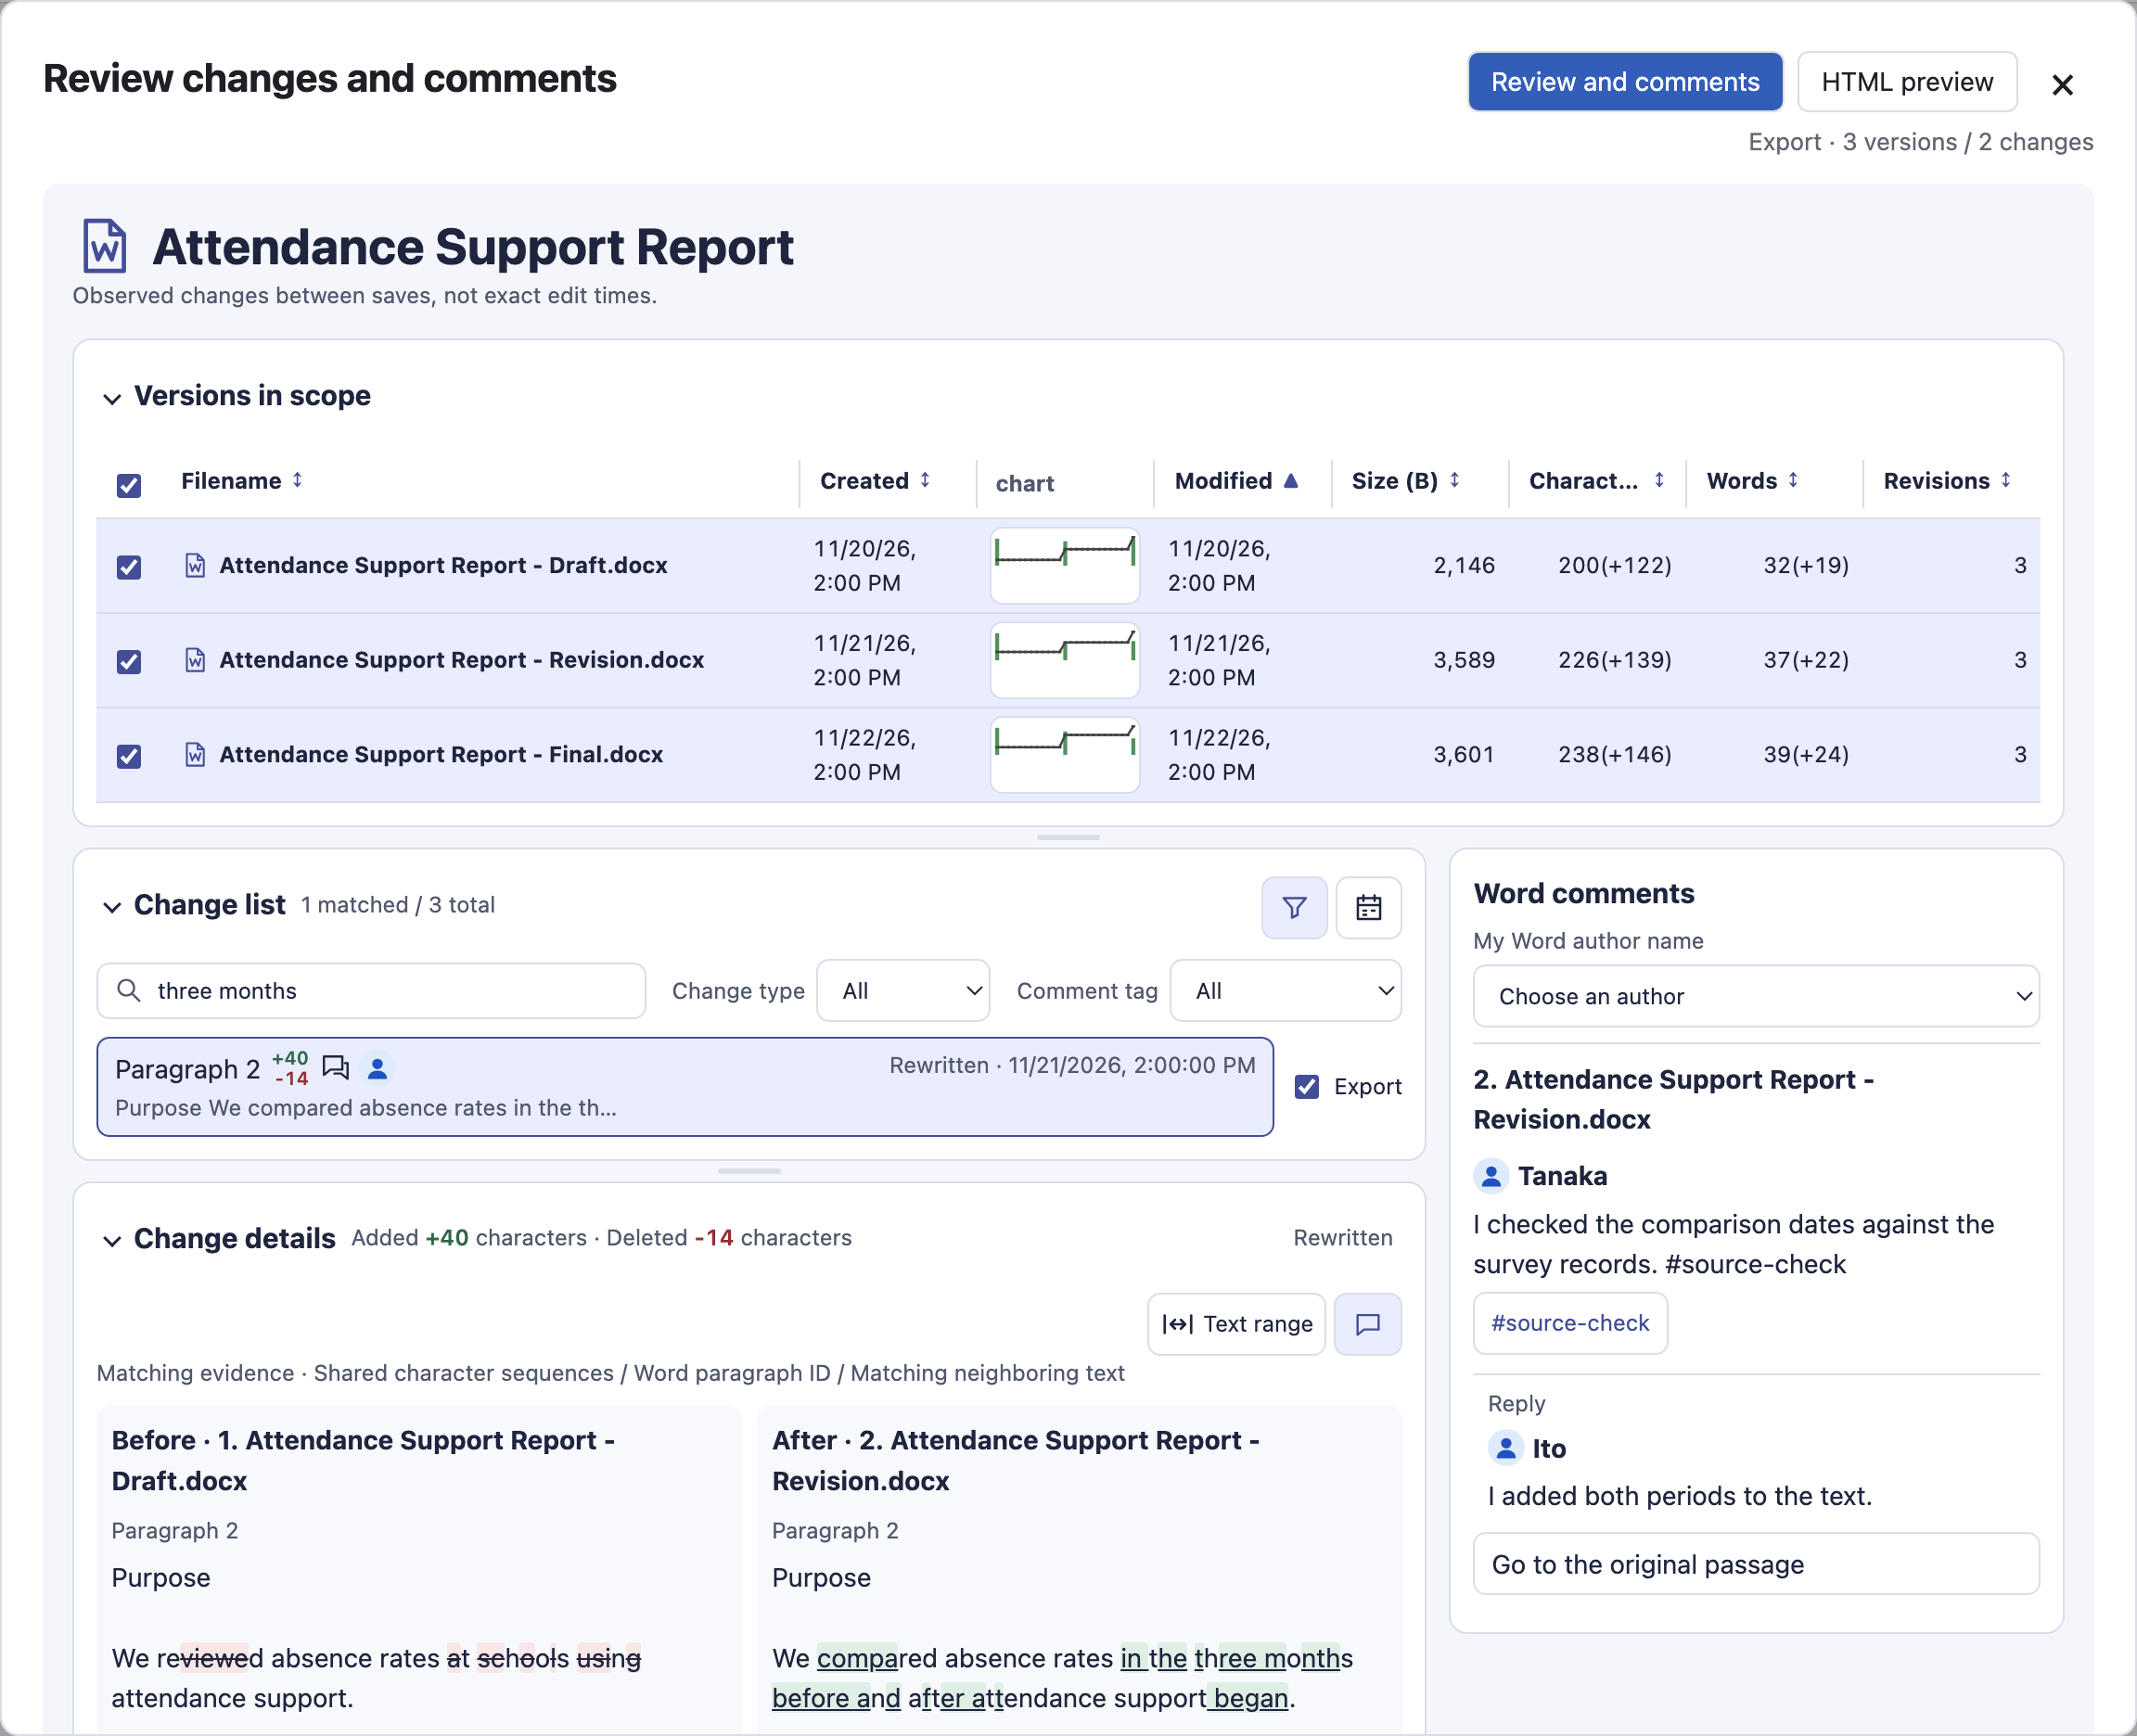 Review changes and comments
Review and comments
HTML preview
Export · 3 versions / 2 changes
Attendance Support Report
Observed changes between saves, not exact edit times.
Versions in scope
Filename Created chart Modified Size (B) Charact... Words Revisions
Attendance Support Report - Draft.docx 11/20/26, 2:00 PM 11/20/26, 2:00 PM 2,146 200(+122) 32(+19) 3
Attendance Support Report - Revision.docx 11/21/26, 2:00 PM 11/21/26, 2:00 PM 3,589 226(+139) 37(+22) 3
Attendance Support Report - Final.docx 11/22/26, 2:00 PM 11/22/26, 2:00 PM 3,601 238(+146) 39(+24) 3
Change list 1 matched / 3 total
three months
Change type All
Comment tag All
Paragraph 2 +40 -14
Rewritten · 11/21/2026, 2:00:00 PM
Purpose We compared absence rates in the th...
Export
Change details Added +40 characters · Deleted -14 characters
Rewritten
Text range
Matching evidence · Shared character sequences / Word paragraph ID / Matching neighboring text
Before · 1. Attendance Support Report -
Draft.docx
Paragraph 2
Purpose
We reviewed absence rates at schools using
attendance support.
After · 2. Attendance Support Report -
Revision.docx
Paragraph 2
Purpose
We compared absence rates in the three months
before and after attendance support began.
Word comments
My Word author name
Choose an author
2. Attendance Support Report -
Revision.docx
Tanaka
I checked the comparison dates against the
survey records. #source-check
#source-check
Reply
Ito
I added both periods to the text.
Go to the original passage